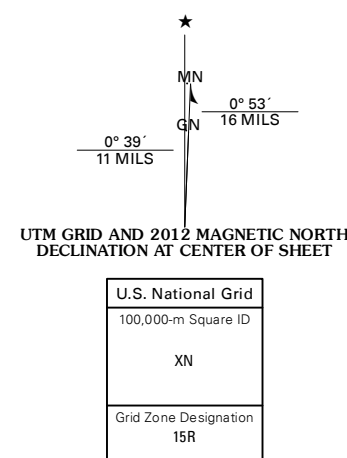 ★
MN
0° 53´
16 MILS
GN
0° 39´
11 MILS
UTM GRID AND 2012 MAGNETIC NORTH
DECLINATION AT CENTER OF SHEET
U.S. National Grid
100,000-m Square ID
XN
Grid Zone Designation
15R